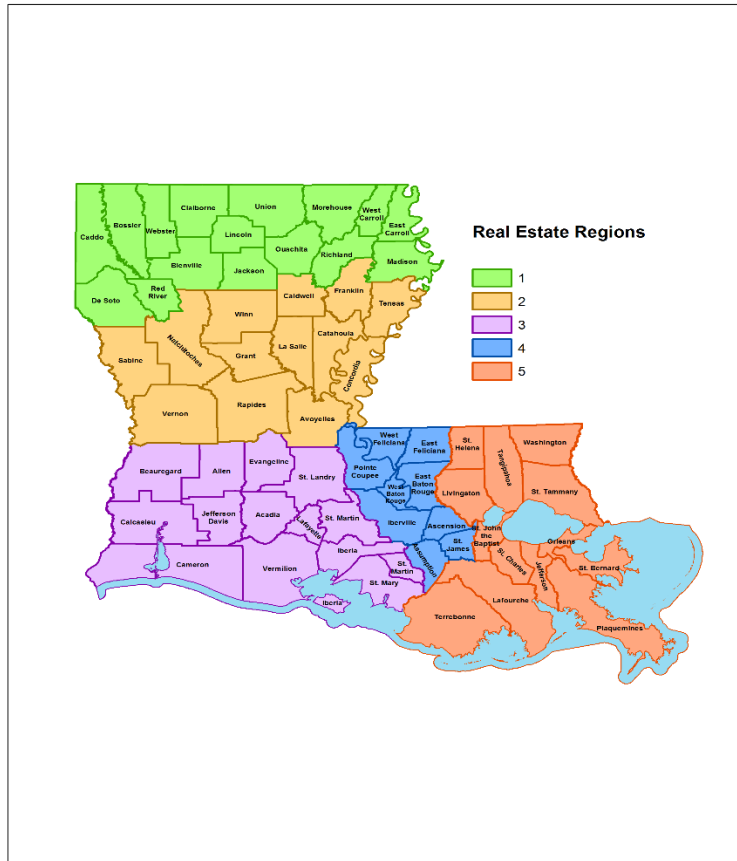 Real Estate Regions
1
2
3
4
5
Caddo
Bossier
Webster
Claiborne
Union
Morehouse
West
Carroll
East
Carroll
Lincoln
Ouachita
Richland
Madison
Bienville
Jackson
De Soto
Red
River
Caldwell
Franklin
Teneas
Winn
Natchitoches
Sabine
Grant
La Salle
Catahoula
Concordia
Vernon
Rapides
Avoyelles
Beauregard
Allen
Evangeline
St. Landry
Calcasieu
Jefferson
Davis
Acadia
Lafayette
St. Martin
Cameron
Vermilion
Iberia
St.
Martin
St. Mary
Iberia
West
Feliciana
East
Feliciana
Pointe
Coupee
West
Baton
Rouge
East
Baton
Rouge
Iberville
Ascension
St.
James
Assumption
St.
Helena
Tangipahoa
Washington
Livingston
St. Tammany
St. John
the
Baptist
St. Charles
Orleans
Jefferson
St. Bernard
Plaquemines
Lafourche
Terrebonne